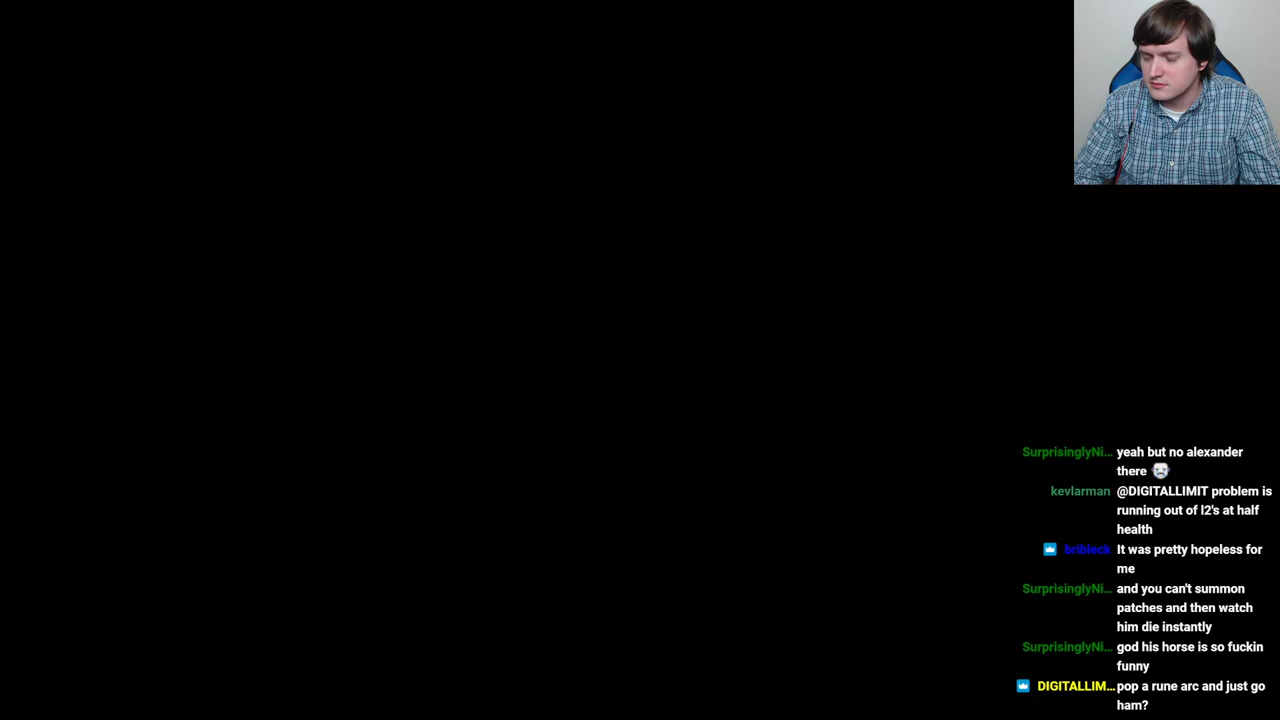 SurprisinglyNi... yeah but no alexander
there
kevlarman @DIGITALLIMIT problem is
running out of l2's at half
health
bribleck It was pretty hopeless for
me
SurprisinglyNi... and you can't summon
patches and then watch
him die instantly
SurprisinglyNi... god his horse is so fuckin
funny
DIGITALLIM... pop a rune arc and just go
ham?